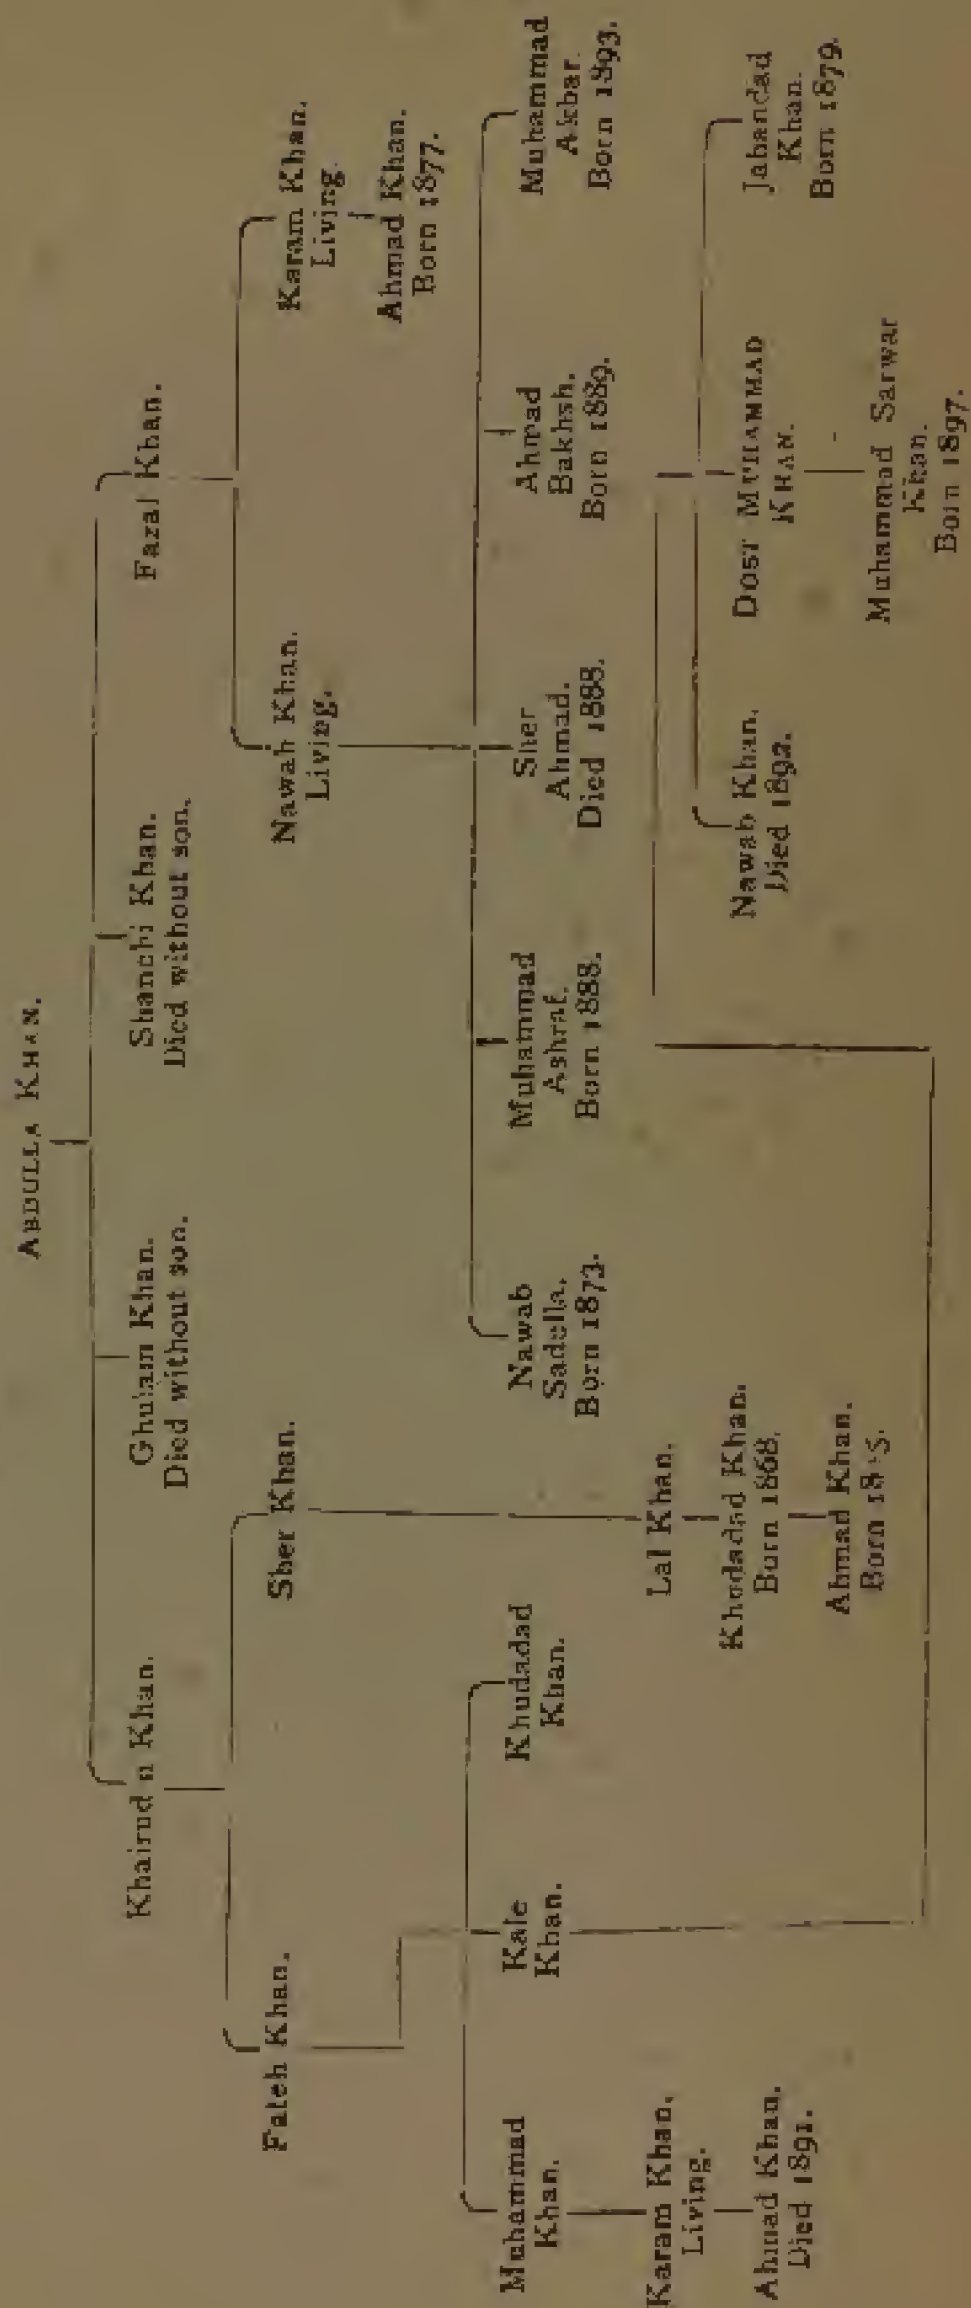 ABDULLA KHAN.
Khairud n Khan.
Ghulam Khan.
Died without son.
Shanchi Khan.
Died without son.
Fazal Khan.
Fateh Khan.
Sher Khan.
Nawab Khan.
Living.
Karam Khan.
Living.
Ahmad Khan.
Born 1877.
Muhammad
Khan.
Kale
Khan.
Khudadad
Khan.
Nawab
Sadulla.
Born 1873.
Muhammad
Ashraf.
Born 1888.
Sher
Ahmad.
Died 1888.
Ahmad
Bakhsh.
Born 1889.
Muhammad
Akbar.
Born 1893.
Karam Khan.
Living.
Ahmad Khan.
Died 1891.
Lal Khan.
Khudadad Khan.
Born 1868.
Ahmad Khan.
Born
Nawab Khan.
Died 1892.
DOST MUHAMMAD
KHAN.
Jahandad
Khan.
Born 1879.
Muhammad Sarwar
Khan.
Born 1897.